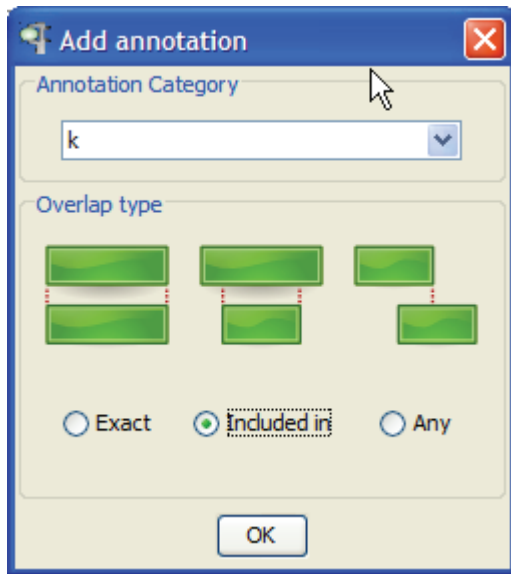 Add annotation
Annotation Category
k
Overlap type
Exact
Included in
Any
OK